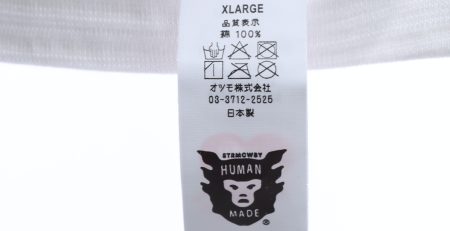 XLARGE
品質表示
綿 100%
オツモ株式会社
03-3712-2525
日本製
STRMCWBY
HUMAN
MADE
®